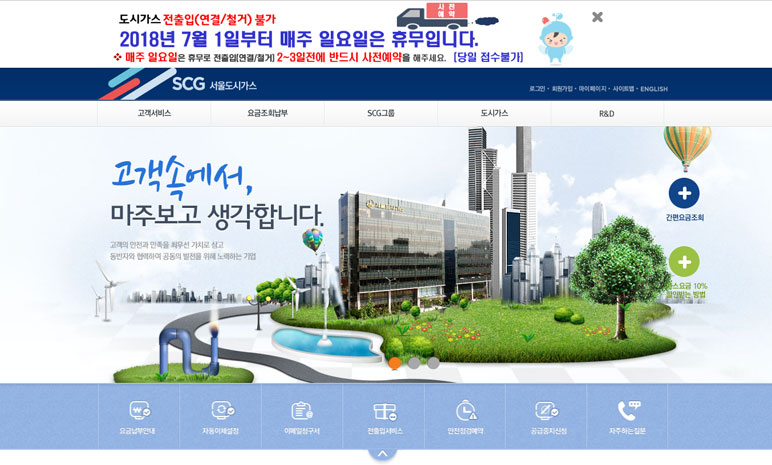 도시가스 전출입(연결/철거) 불가
사 전
예 약
2018년 7월 1일부터 매주 일요일은 휴무입니다.
❖ 매주 일요일은 휴무로 전출입(연결/철거) 2~3일전에 반드시 사전예약을 해주세요. [당일 접수불가]
SCG 서울도시가스
로그인 · 회원가입 · 마이페이지 · 사이트맵 · ENGLISH
고객서비스 요금조회납부 SCG그룹 도시가스 R&D
고객속에서,
마주보고 생각합니다.
고객의 안전과 만족을 최우선 가치로 삼고
동반자와 협력하여 공동의 발전을 위해 노력하는 기업
간편요금조회
가스요금 10%
할인받는 방법
요금납부안내 자동이체설정 이메일청구서 전출입서비스 안전점검예약 공급중지신청 자주하는질문